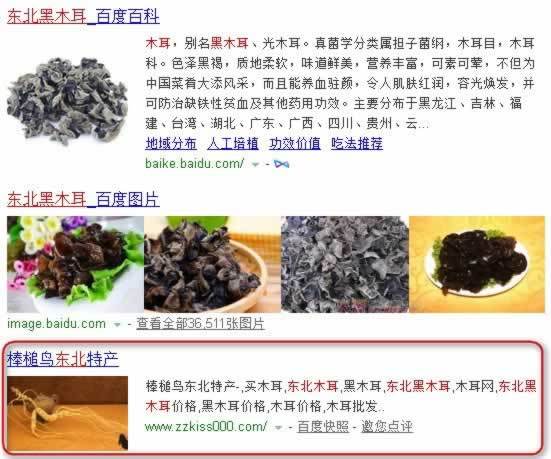 东北黑木耳_百度百科
木耳，别名黑木耳、光木耳。真菌学分类属担子菌纲，木耳目，木耳
科。色泽黑褐，质地柔软，味道鲜美，营养丰富，可素可荤，不但为
中国菜肴大添风采，而且能养血驻颜，令人肌肤红润，容光焕发，并
可防治缺铁性贫血及其他药用功效。主要分布于黑龙江、吉林、福
建、台湾、湖北、广东、广西、四川、贵州、云...
地域分布 人工培植 功效价值 吃法推荐
baike.baidu.com/ -
东北黑木耳_百度图片
image.baidu.com - 查看全部36,511张图片
棒槌鸟东北特产
棒槌鸟东北特产-,买木耳,东北木耳,黑木耳,东北黑木耳,木耳网,东北黑
木耳价格,黑木耳价格,木耳价格,木耳批发..
www.zzkiss000.com/ - 百度快照 - 邀您点评